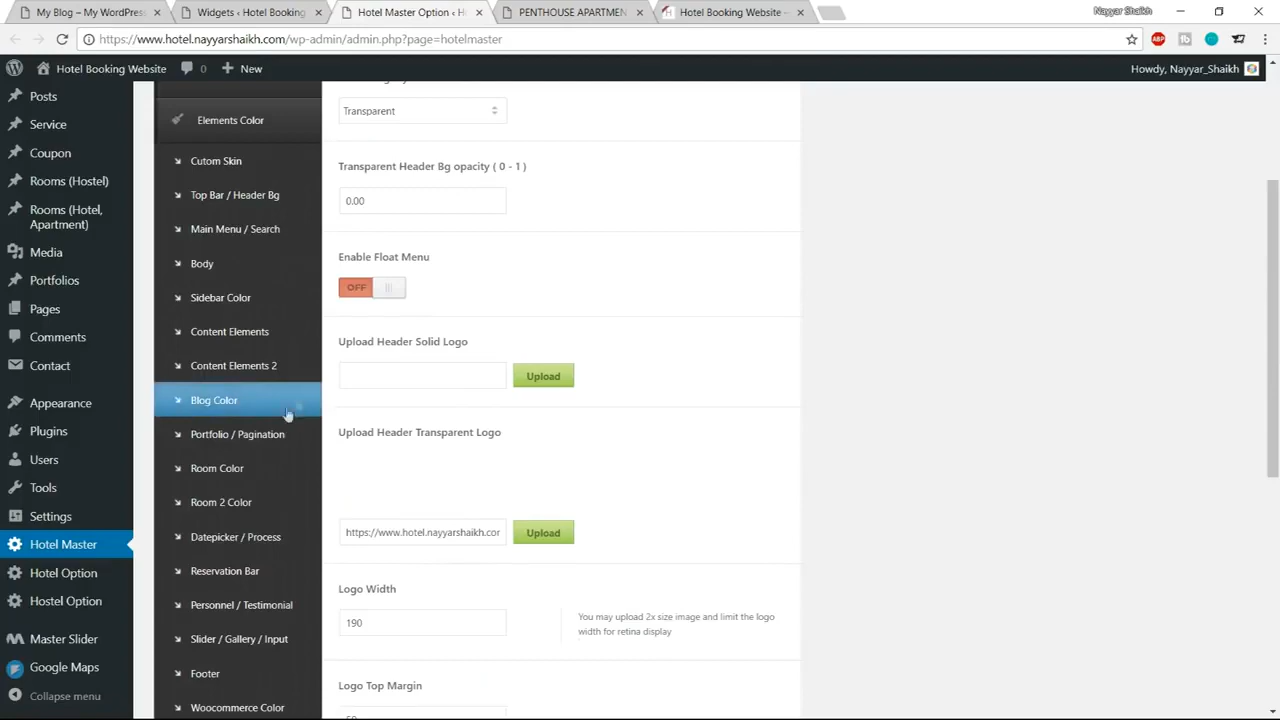 My Blog – My WordPress
Widgets ‹ Hotel Booking
Hotel Master Option ‹ H
PENTHOUSE APARTMEN
Hotel Booking Website –
Nayyar Shaikh
https://www.hotel.nayyarshaikh.com/wp-admin/admin.php?page=hotelmaster
Hotel Booking Website
0
New
Howdy, Nayyar_Shaikh
Posts
Service
Coupon
Rooms (Hostel)
Rooms (Hotel,
Apartment)
Media
Portfolios
Pages
Comments
Contact
Appearance
Plugins
Users
Tools
Settings
Hotel Master
Hotel Option
Hostel Option
Master Slider
Google Maps
Collapse menu
Elements Color
Cutom Skin
Top Bar / Header Bg
Main Menu / Search
Body
Sidebar Color
Content Elements
Content Elements 2
Blog Color
Portfolio / Pagination
Room Color
Room 2 Color
Datepicker / Process
Reservation Bar
Personnel / Testimonial
Slider / Gallery / Input
Footer
Woocommerce Color
Transparent
Transparent Header Bg opacity ( 0 - 1 )
0.00
Enable Float Menu
OFF
Upload Header Solid Logo
Upload
Upload Header Transparent Logo
https://www.hotel.nayyarshaikh.cor
Upload
Logo Width
190
You may upload 2x size image and limit the logo
width for retina display
Logo Top Margin